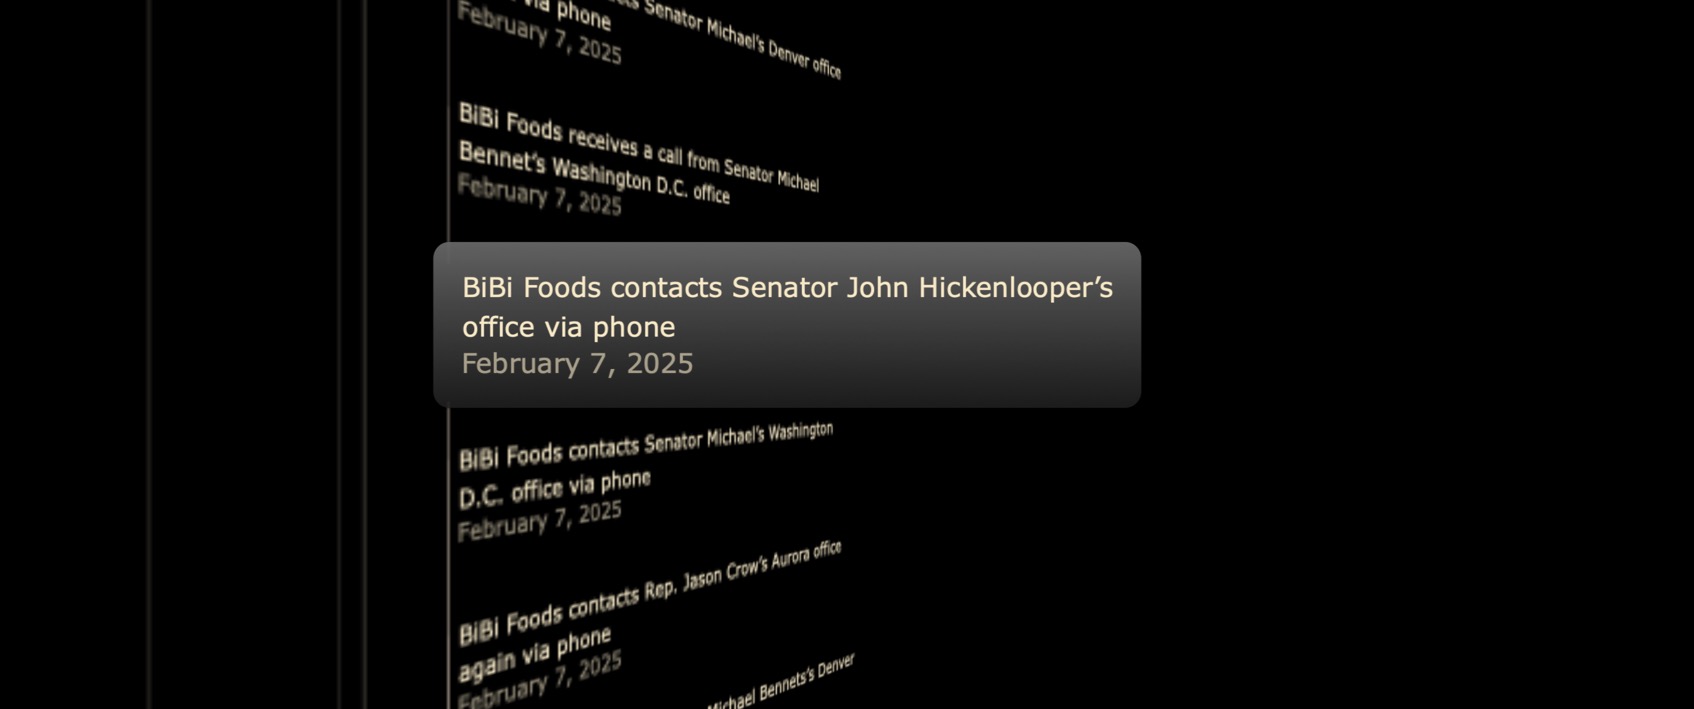 via phone
Senator Michael's Denver office
February 7, 2025
BiBi Foods receives a call from Senator Michael
Bennet's Washington D.C. office
February 7, 2025
BiBi Foods contacts Senator John Hickenlooper’s
office via phone
February 7, 2025
BiBi Foods contacts Senator Michael's Washington
D.C. office via phone
February 7, 2025
BiBi Foods contacts Rep. Jason Crow's Aurora office
again via phone
February 7, 2025
Michael Bennets's Denver